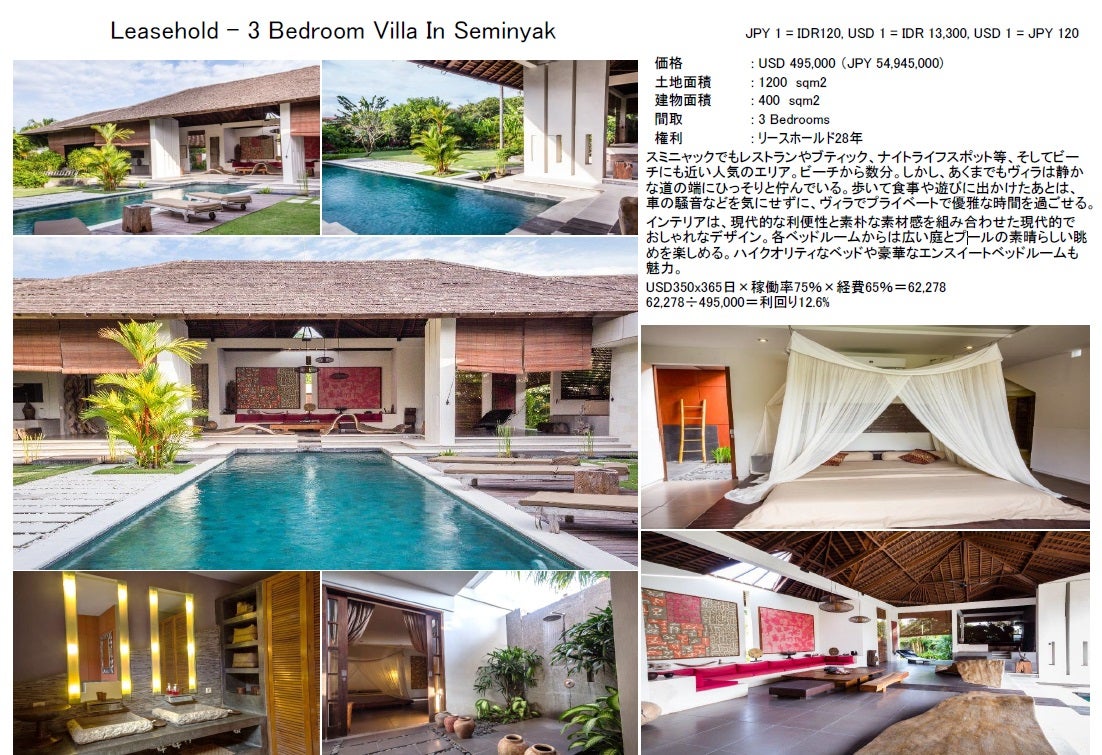 Leasehold – 3 Bedroom Villa In Seminyak
JPY 1 = IDR120, USD 1 = IDR 13,300, USD 1 = JPY 120
価格 : USD 495,000 (JPY 54,945,000)
土地面積 : 1200 sqm2
建物面積 : 400 sqm2
間取 : 3 Bedrooms
権利 : リースホールド28年
スミニャックでもレストランやブティック、ナイトライフスポット等、そしてビー
チにも近い人気のエリア。ビーチから数分。しかし、あくまでもヴィラは静か
な道の端にひっそりと佇んでいる。歩いて食事や遊びに出かけたあとは、
車の騒音などを気にせずに、ヴィラでプライベートで優雅な時間を過ごせる。
インテリアは、現代的な利便性と素朴な素材感を組み合わせた現代的で
おしゃれなデザイン。各ベッドルームからは広い庭とプールの素晴らしい眺
めを楽しめる。ハイクオリティなベッドや豪華なエンスイートベッドルームも
魅力。
USD350x365日×稼働率75%×経費65%＝62,278
62,278÷495,000＝利回り12.6%